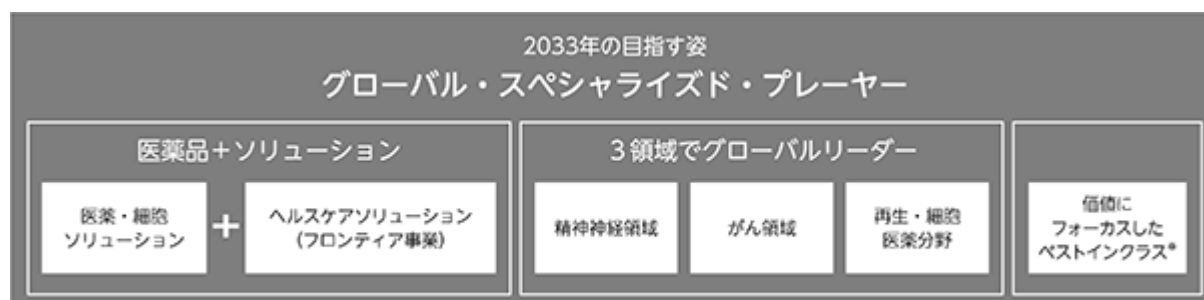 2033年の目指す姿
グローバル・スペシャライズド・プレーヤー
医薬品＋ソリューション
医薬・細胞
ソリューション
＋
ヘルスケアソリューション
(フロンティア事業)
3領域でグローバルリーダー
精神神経領域
がん領域
再生・細胞
医薬分野
価値に
フォーカスした
ベストインクラス※